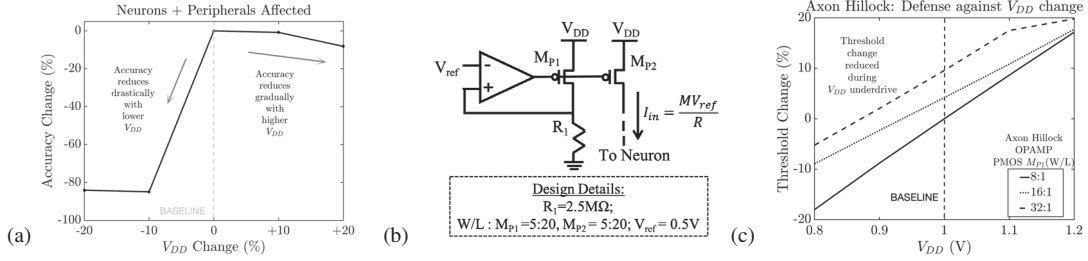 Neurons + Peripherals Affected
Accuracy Change (%)
0
-20
-40
-60
-80
-100
Accuracy
reduces
drastically
with
lower
V_DD
Accuracy
reduces
gradually
with
higher
V_DD
BASELINE
-20
-10
0
+10
+20
V_DD Change (%)
(a)
V_DD
V_DD
M_P1
M_P2
V_ref
−
+
R_1
I_in = MV_ref / R
To Neuron
Design Details:
R_1=2.5MΩ;
W/L : M_P1=5:20, M_P2 = 5:20; V_ref = 0.5V
(b)
Axon Hillock: Defense against V_DD change
Threshold Change (%)
20
10
0
-10
-20
Threshold
change
reduced
during
V_DD underdrive
BASELINE
Axon Hillock
OPAMP
PMOS M_P1(W/L)
8:1
16:1
32:1
0.8
0.9
1
1.1
1.2
V_DD (V)
(c)